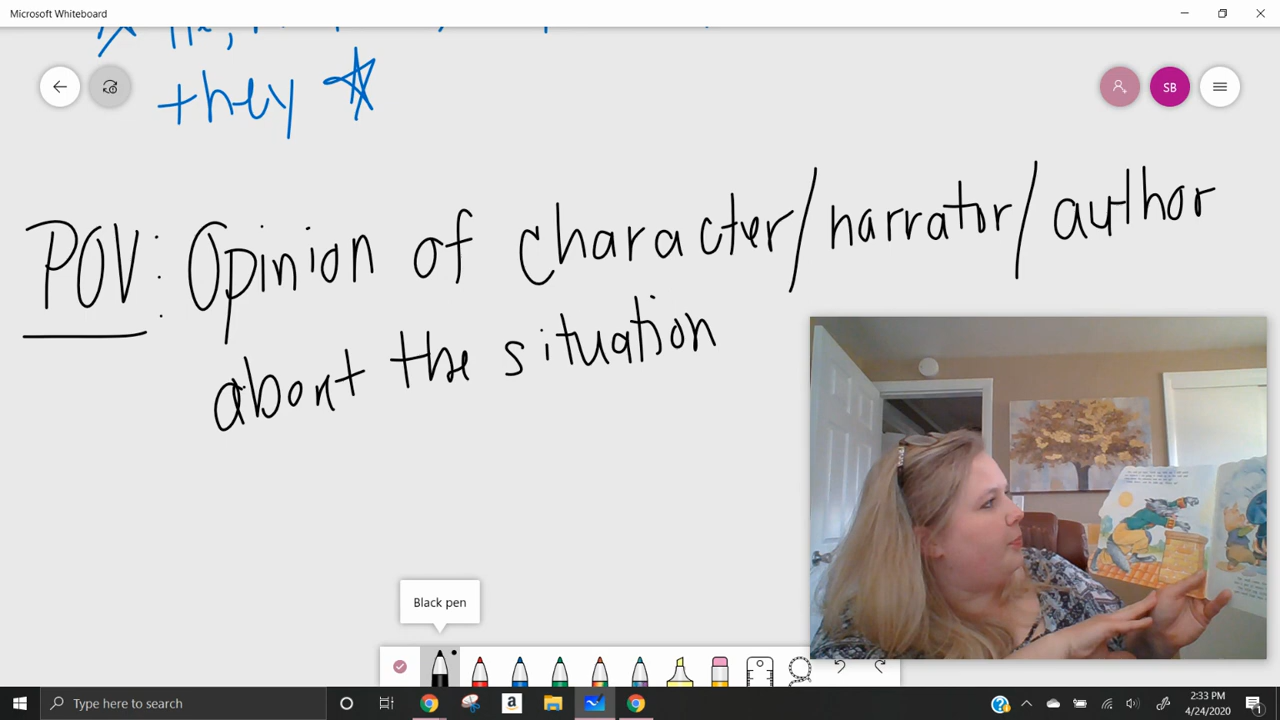 Microsoft Whiteboard
they
SB
POV: Opinion of character/narrator/author
about the situation
Black pen
Type here to search
2:33 PM
4/24/2020